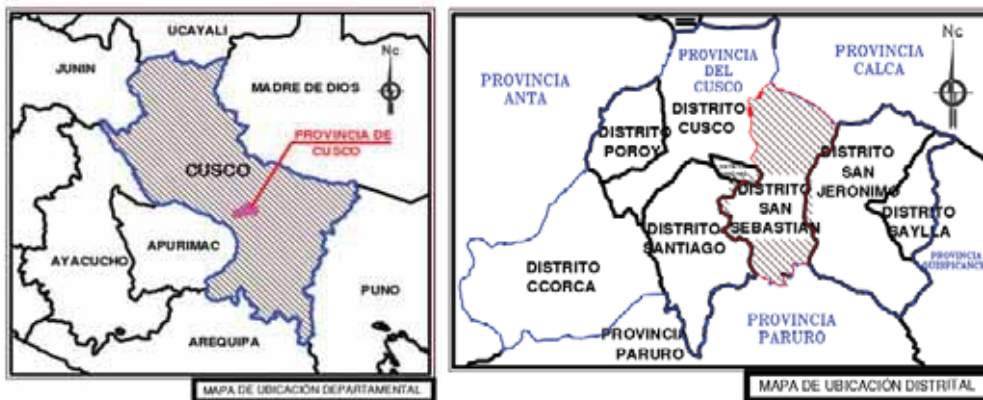 UCAYALI
JUNIN
Nc
MADRE DE DIOS
PROVINCIA DE
CUSCO
CUSCO
APURIMAC
AYACUCHO
PUNO
AREQUIPA
MAPA DE UBICACIÓN DEPARTAMENTAL
PROVINCIA
ANTA
PROVINCIA
DEL
CUSCO
PROVINCIA
CALCA
Nc
DISTRITO
CUSCO
DISTRITO
POROY
DISTRITO
SAN
JERONIMO
DISTRITO
SAN
SEBASTIAN
DISTRITO
SAYLLA
DISTRITO
SANTIAGO
DISTRITO
CCORCA
PROVINCIA
PROVINCIA
PARURO
PROVINCIA
PARURO
MAPA DE UBICACIÓN DISTRITAL